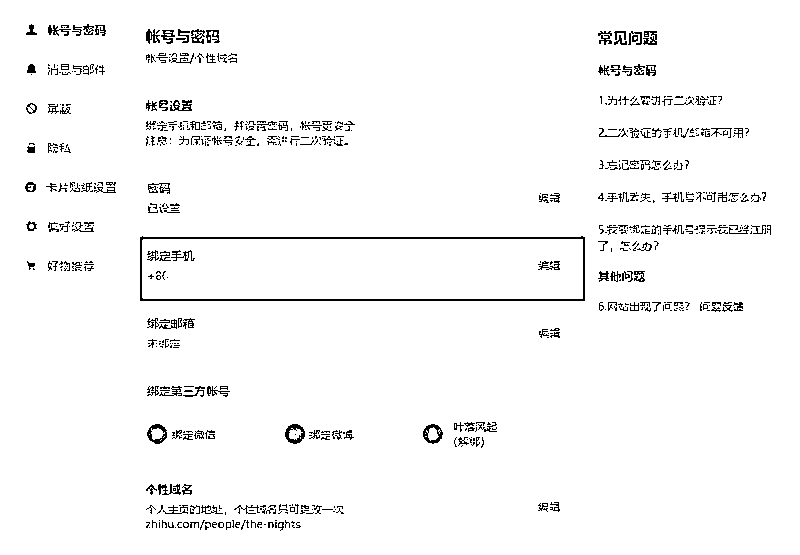 帐号与密码
消息与邮件
屏蔽
隐私
卡片贴纸设置
偏好设置
好物推荐
帐号与密码
帐号设置/个性域名
帐号设置
绑定手机和邮箱，并设置密码，帐号更安全
注意：为保证帐号安全，需进行二次验证。
密码
已设置
编辑
绑定手机
+86
编辑
绑定邮箱
未绑定
编辑
绑定第三方帐号
绑定微信
绑定微博
叶落风起
(解绑)
个性域名
个人主页的地址，个性域名只可更改一次
zhihu.com/people/the-nights
编辑
常见问题
帐号与密码
1.为什么要进行二次验证？
2.二次验证的手机/邮箱不可用？
3.忘记密码怎么办？
4.手机丢失，手机号不可用怎么办？
5.我要绑定的手机号提示我已经注册
了，怎么办？
其他问题
6.网站出现了问题？ 问题反馈